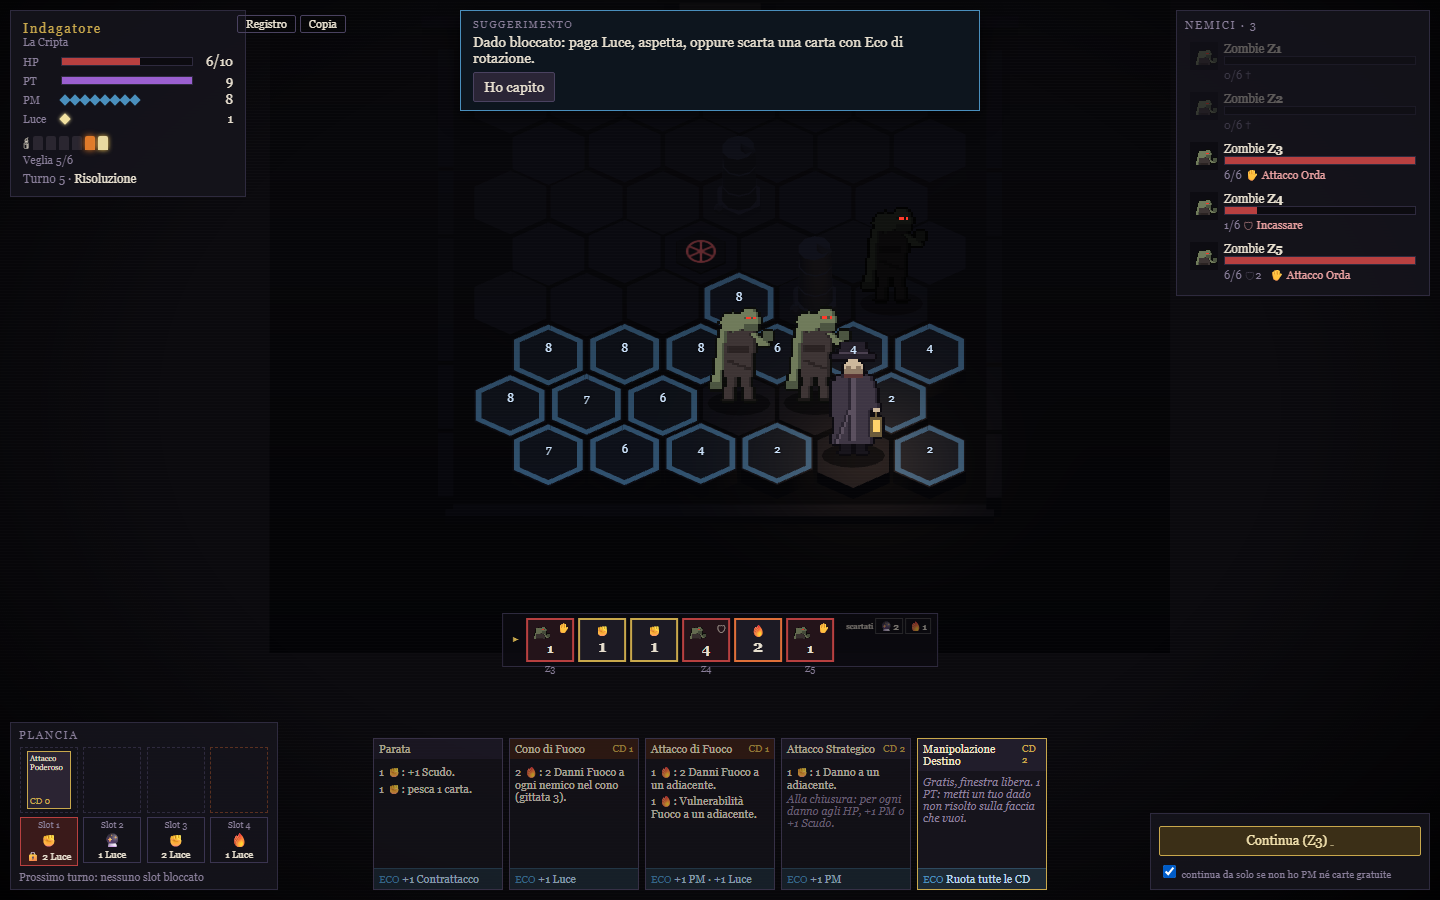 Indagatore
La Cripta
HP 6/10
PT 9
PM 8
Luce 1
Veglia 5/6
Turno 5 · Risoluzione
Registro
Copia
SUGGERIMENTO
Dado bloccato: paga Luce, aspetta, oppure scarta una carta con Eco di
rotazione.
Ho capito
NEMICI · 3
Zombie Z1
0/6 †
Zombie Z2
0/6 †
Zombie Z3
6/6 Attacco Orda
Zombie Z4
1/6 Incassare
Zombie Z5
6/6 2 Attacco Orda
8
8 8 8 6 4 4
8 7 6 2
7 6 4 2 2
1 1 1 4 2 1
Z3 Z4 Z5
scartati 2 1
PLANCIA
Attacco
Poderoso
CD 0
Slot 1
2 Luce
Slot 2
1 Luce
Slot 3
2 Luce
Slot 4
1 Luce
Prossimo turno: nessuno slot bloccato
Parata
1 : +1 Scudo.
1 : pesca 1 carta.
ECO +1 Contrattacco
Cono di Fuoco CD 1
2 : 2 Danni Fuoco a
ogni nemico nel cono
(gittata 3).
ECO +1 Luce
Attacco di Fuoco CD 1
1 : 2 Danni Fuoco a
un adiacente.
1 : Vulnerabilità
Fuoco a un adiacente.
ECO +1 PM · +1 Luce
Attacco Strategico CD 2
1 : 1 Danno a un
adiacente.
Alla chiusura: per ogni
danno agli HP, +1 PM o
+1 Scudo.
ECO +1 PM
Manipolazione CD
Destino 2
Gratis, finestra libera. 1
PT: metti un tuo dado
non risolto sulla faccia
che vuoi.
ECO Ruota tutte le CD
Continua (Z3)
continua da solo se non ho PM né carte gratuite